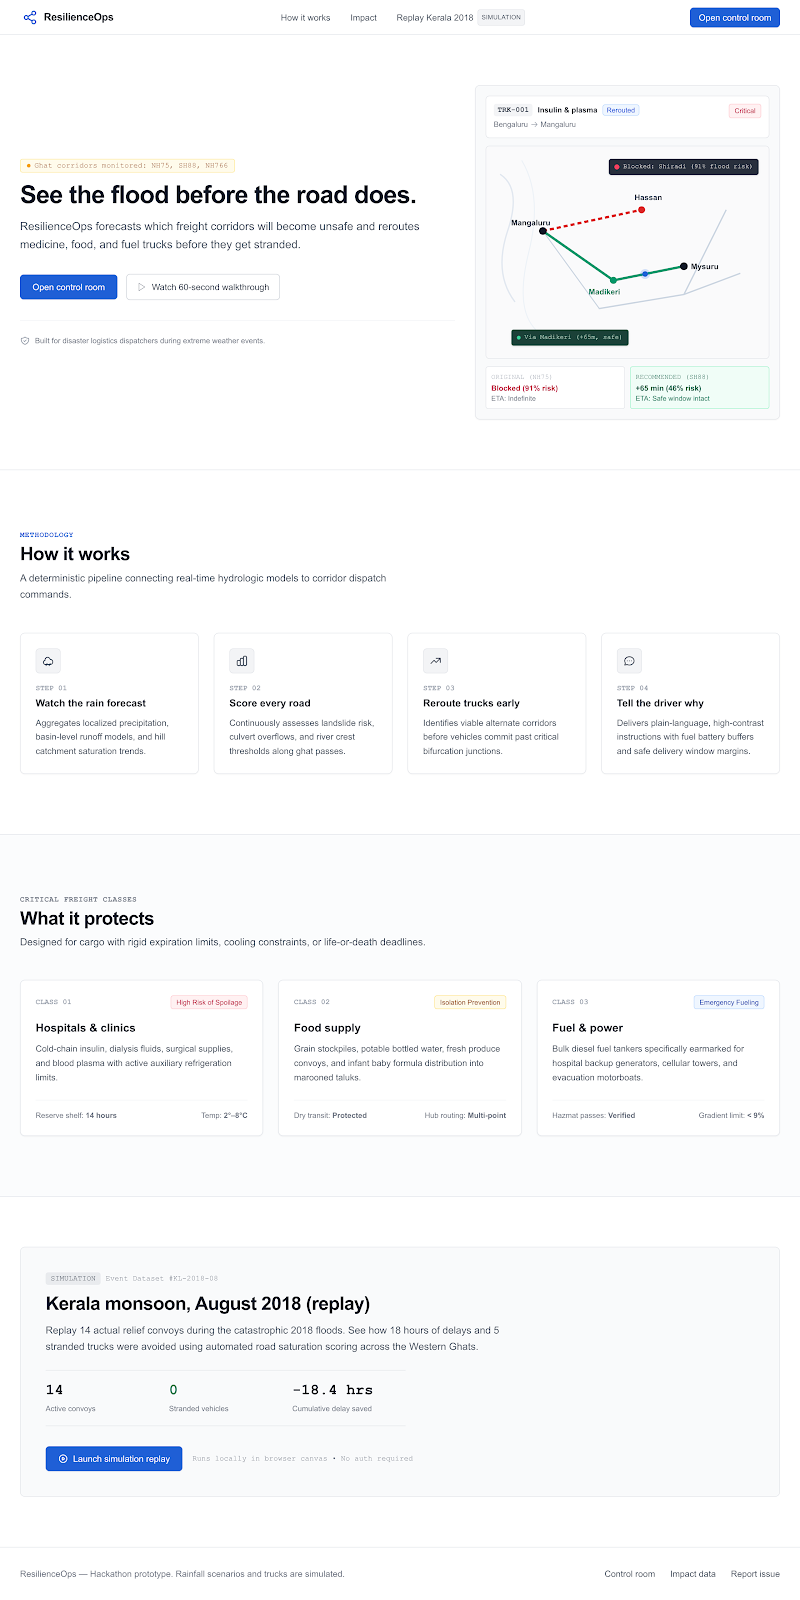 ResilienceOps
How it works
Impact
Replay Kerala 2018 SIMULATION
Open control room
Ghat corridors monitored: NH75, SH88, NH766
See the flood before the road does.
ResilienceOps forecasts which freight corridors will become unsafe and reroutes
medicine, food, and fuel trucks before they get stranded.
Open control room
Watch 60-second walkthrough
Built for disaster logistics dispatchers during extreme weather events.
TRK-001 Insulin & plasma Rerouted Critical
Bengaluru → Mangaluru
Blocked: Shiradi (91% flood risk)
Hassan
Mangaluru
Mysuru
Madikeri
Via Madikeri (+65m, safe)
ORIGINAL (NH75)
Blocked (91% risk)
ETA: Indefinite
RECOMMENDED (SH88)
+65 min (46% risk)
ETA: Safe window intact
METHODOLOGY
How it works
A deterministic pipeline connecting real-time hydrologic models to corridor dispatch
commands.
STEP 01
Watch the rain forecast
Aggregates localized precipitation,
basin-level runoff models, and hill
catchment saturation trends.
STEP 02
Score every road
Continuously assesses landslide risk,
culvert overflows, and river crest
thresholds along ghat passes.
STEP 03
Reroute trucks early
Identifies viable alternate corridors
before vehicles commit past critical
bifurcation junctions.
STEP 04
Tell the driver why
Delivers plain-language, high-contrast
instructions with fuel battery buffers
and safe delivery window margins.
CRITICAL FREIGHT CLASSES
What it protects
Designed for cargo with rigid expiration limits, cooling constraints, or life-or-death deadlines.
CLASS 01 High Risk of Spoilage
Hospitals & clinics
Cold-chain insulin, dialysis fluids, surgical supplies,
and blood plasma with active auxiliary refrigeration
limits.
Reserve shelf: 14 hours Temp: 2°–8°C
CLASS 02 Isolation Prevention
Food supply
Grain stockpiles, potable bottled water, fresh produce
convoys, and infant baby formula distribution into
marooned taluks.
Dry transit: Protected Hub routing: Multi-point
CLASS 03 Emergency Fueling
Fuel & power
Bulk diesel fuel tankers specifically earmarked for
hospital backup generators, cellular towers, and
evacuation motorboats.
Hazmat passes: Verified Gradient limit: < 9%
SIMULATION Event Dataset #KL-2018-08
Kerala monsoon, August 2018 (replay)
Replay 14 actual relief convoys during the catastrophic 2018 floods. See how 18 hours of delays and 5
stranded trucks were avoided using automated road saturation scoring across the Western Ghats.
14
Active convoys
0
Stranded vehicles
-18.4 hrs
Cumulative delay saved
Launch simulation replay
Runs locally in browser canvas • No auth required
ResilienceOps — Hackathon prototype. Rainfall scenarios and trucks are simulated.
Control room
Impact data
Report issue